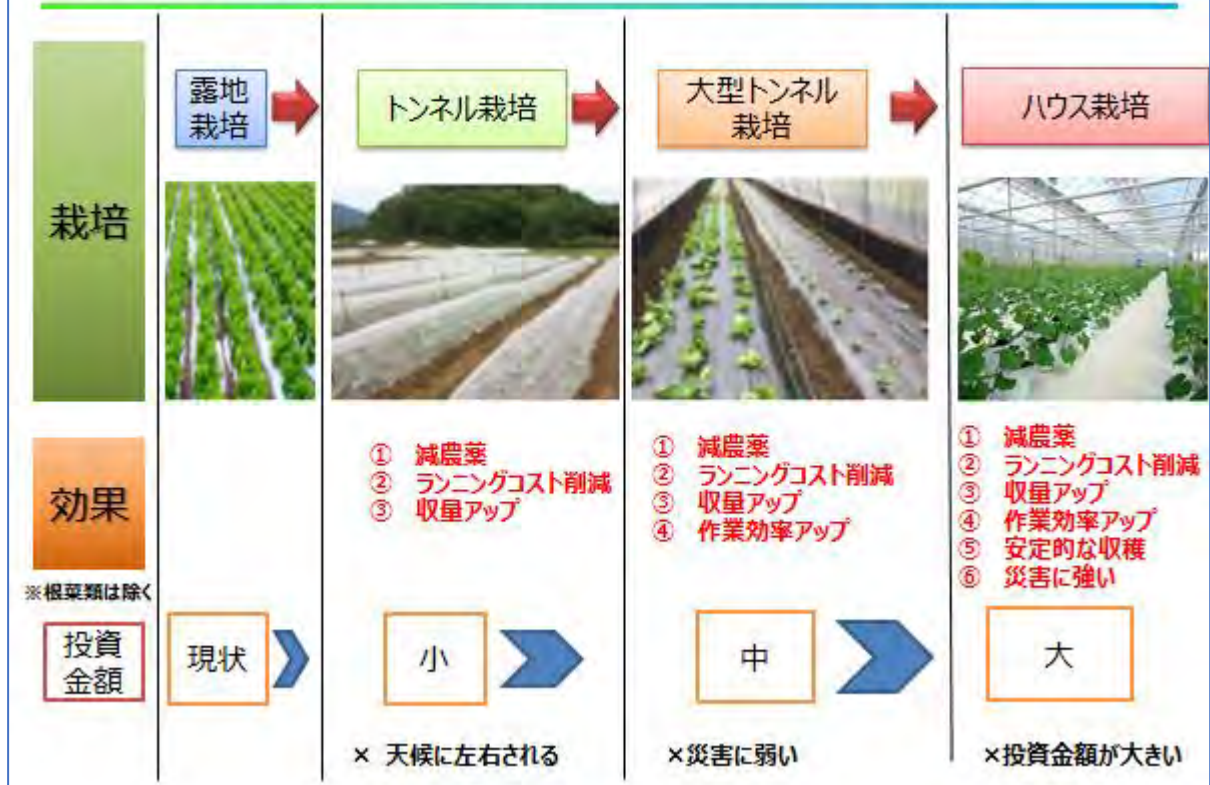 露地
栽培
トンネル栽培
大型トンネル
栽培
ハウス栽培
栽培
効果
※根菜類は除く
① 減農薬
② ランニングコスト削減
③ 収量アップ
① 減農薬
② ランニングコスト削減
③ 収量アップ
④ 作業効率アップ
① 減農薬
② ランニングコスト削減
③ 収量アップ
④ 作業効率アップ
⑤ 安定的な収穫
⑥ 災害に強い
投資
金額
現状
小
中
大
× 天候に左右される
×災害に弱い
×投資金額が大きい